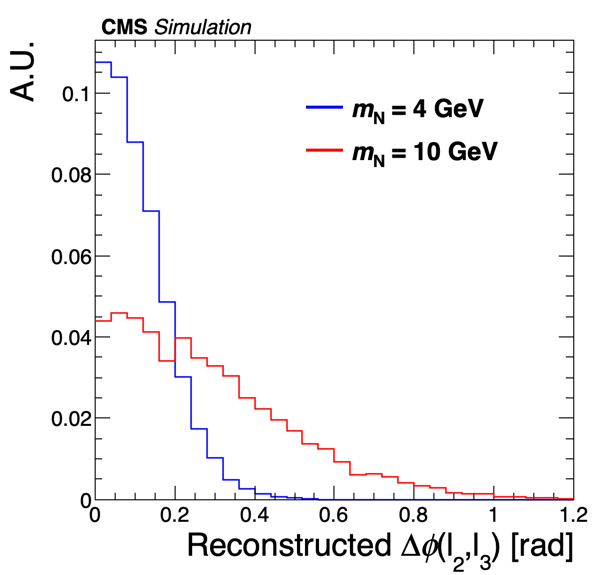 CMS Simulation
A.U.
m_N = 4 GeV
m_N = 10 GeV
0.1
0.08
0.06
0.04
0.02
0
0 0.2 0.4 0.6 0.8 1 1.2
Reconstructed Δϕ(l_2,l_3) [rad]